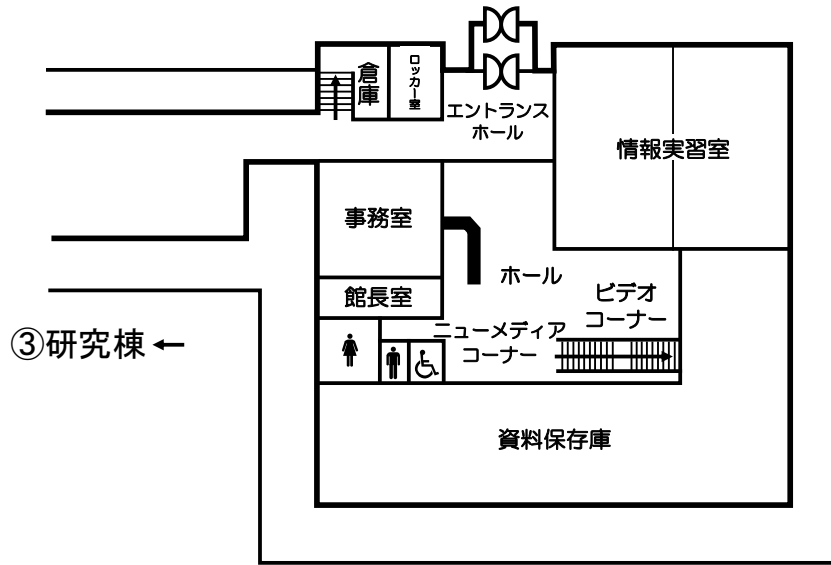 倉庫
ロッカー室
エントランス
ホール
情報実習室
事務室
ホール
館長室
ビデオ
コーナー
ニューメディア
コーナー
③研究棟
資料保存庫